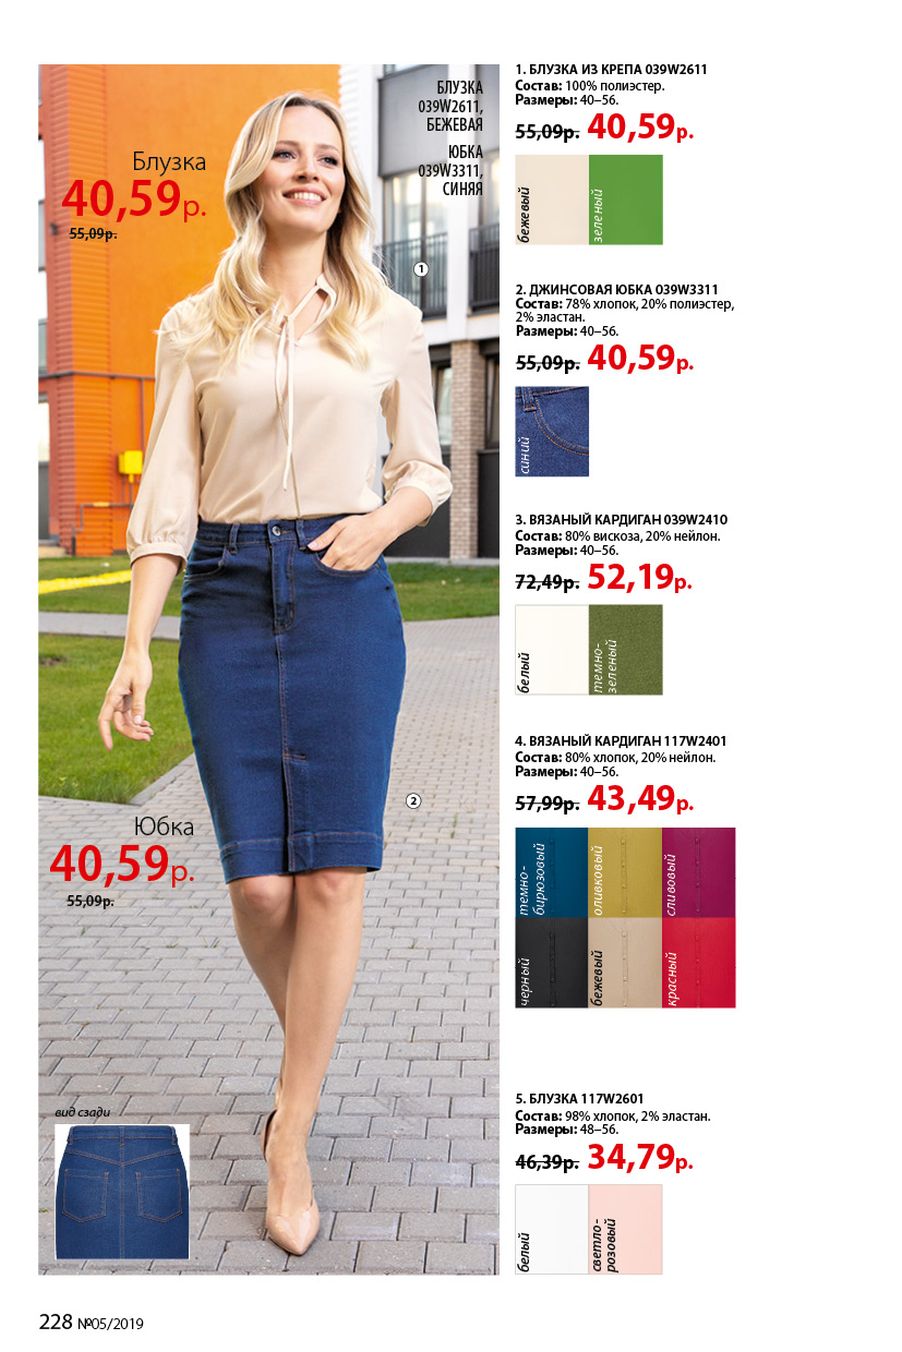 БЛУЗКА
039W2611,
БЕЖЕВАЯ
ЮБКА
039W3311,
СИНЯЯ
Блузка
40,59р.
55,09р.
1
2
Юбка
40,59р.
55,09р.
вид сзади
1. БЛУЗКА ИЗ КРЕПА 039W2611
Состав: 100% полиэстер.
Размеры: 40–56.
55,09р. 40,59р.
бежевый
зеленый
2. ДЖИНСОВАЯ ЮБКА 039W3311
Состав: 78% хлопок, 20% полиэстер,
2% эластан.
Размеры: 40–56.
55,09р. 40,59р.
синий
3. ВЯЗАНЫЙ КАРДИГАН 039W2410
Состав: 80% вискоза, 20% нейлон.
Размеры: 40–56.
72,49р. 52,19р.
белый
темно-
зеленый
4. ВЯЗАНЫЙ КАРДИГАН 117W2401
Состав: 80% хлопок, 20% нейлон.
Размеры: 40–56.
57,99р. 43,49р.
темно-
бирюзовый
оливковый
сливовый
черный
бежевый
красный
5. БЛУЗКА 117W2601
Состав: 98% хлопок, 2% эластан.
Размеры: 48–56.
46,39р. 34,79р.
белый
светло-
розовый
228 №05/2019